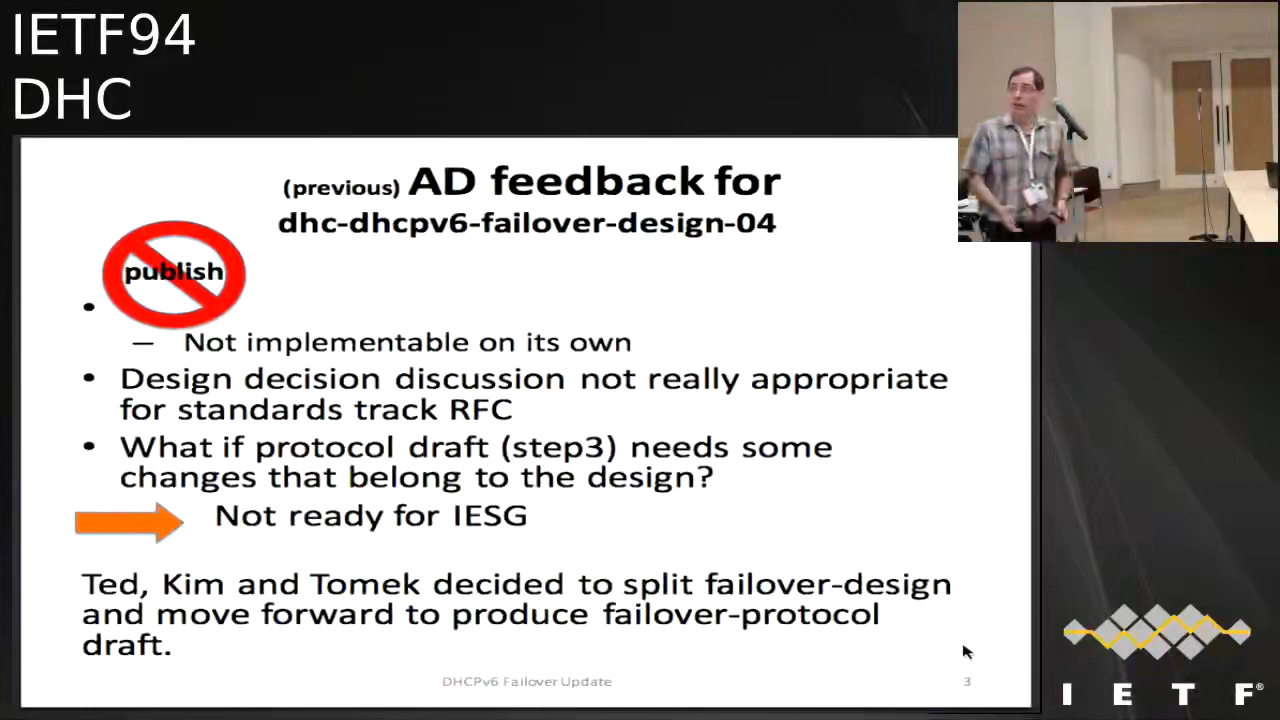 IETF94
DHC
(previous) AD feedback for
dhc-dhcpv6-failover-design-04
publish
•
— Not implementable on its own
• Design decision discussion not really appropriate
for standards track RFC
• What if protocol draft (step3) needs some
changes that belong to the design?
Not ready for IESG
Ted, Kim and Tomek decided to split failover-design
and move forward to produce failover-protocol
draft.
DHCPv6 Failover Update 3
I E T F®